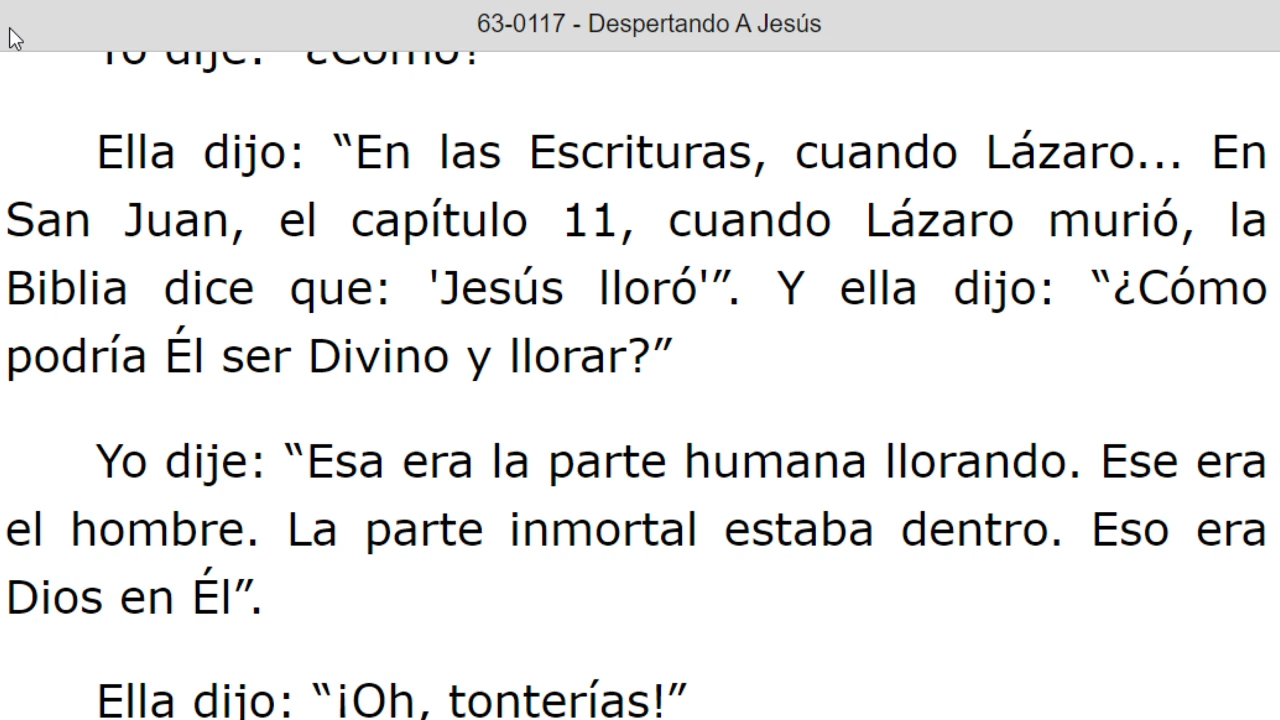 63-0117 - Despertando A Jesús
Yo dije: “¿Cómo?
Ella dijo: “En las Escrituras, cuando Lázaro... En
San Juan, el capítulo 11, cuando Lázaro murió, la
Biblia dice que: 'Jesús lloró'”. Y ella dijo: “¿Cómo
podría Él ser Divino y llorar?”
Yo dije: “Esa era la parte humana llorando. Ese era
el hombre. La parte inmortal estaba dentro. Eso era
Dios en Él”.
Ella dijo: “¡Oh, tonterías!”